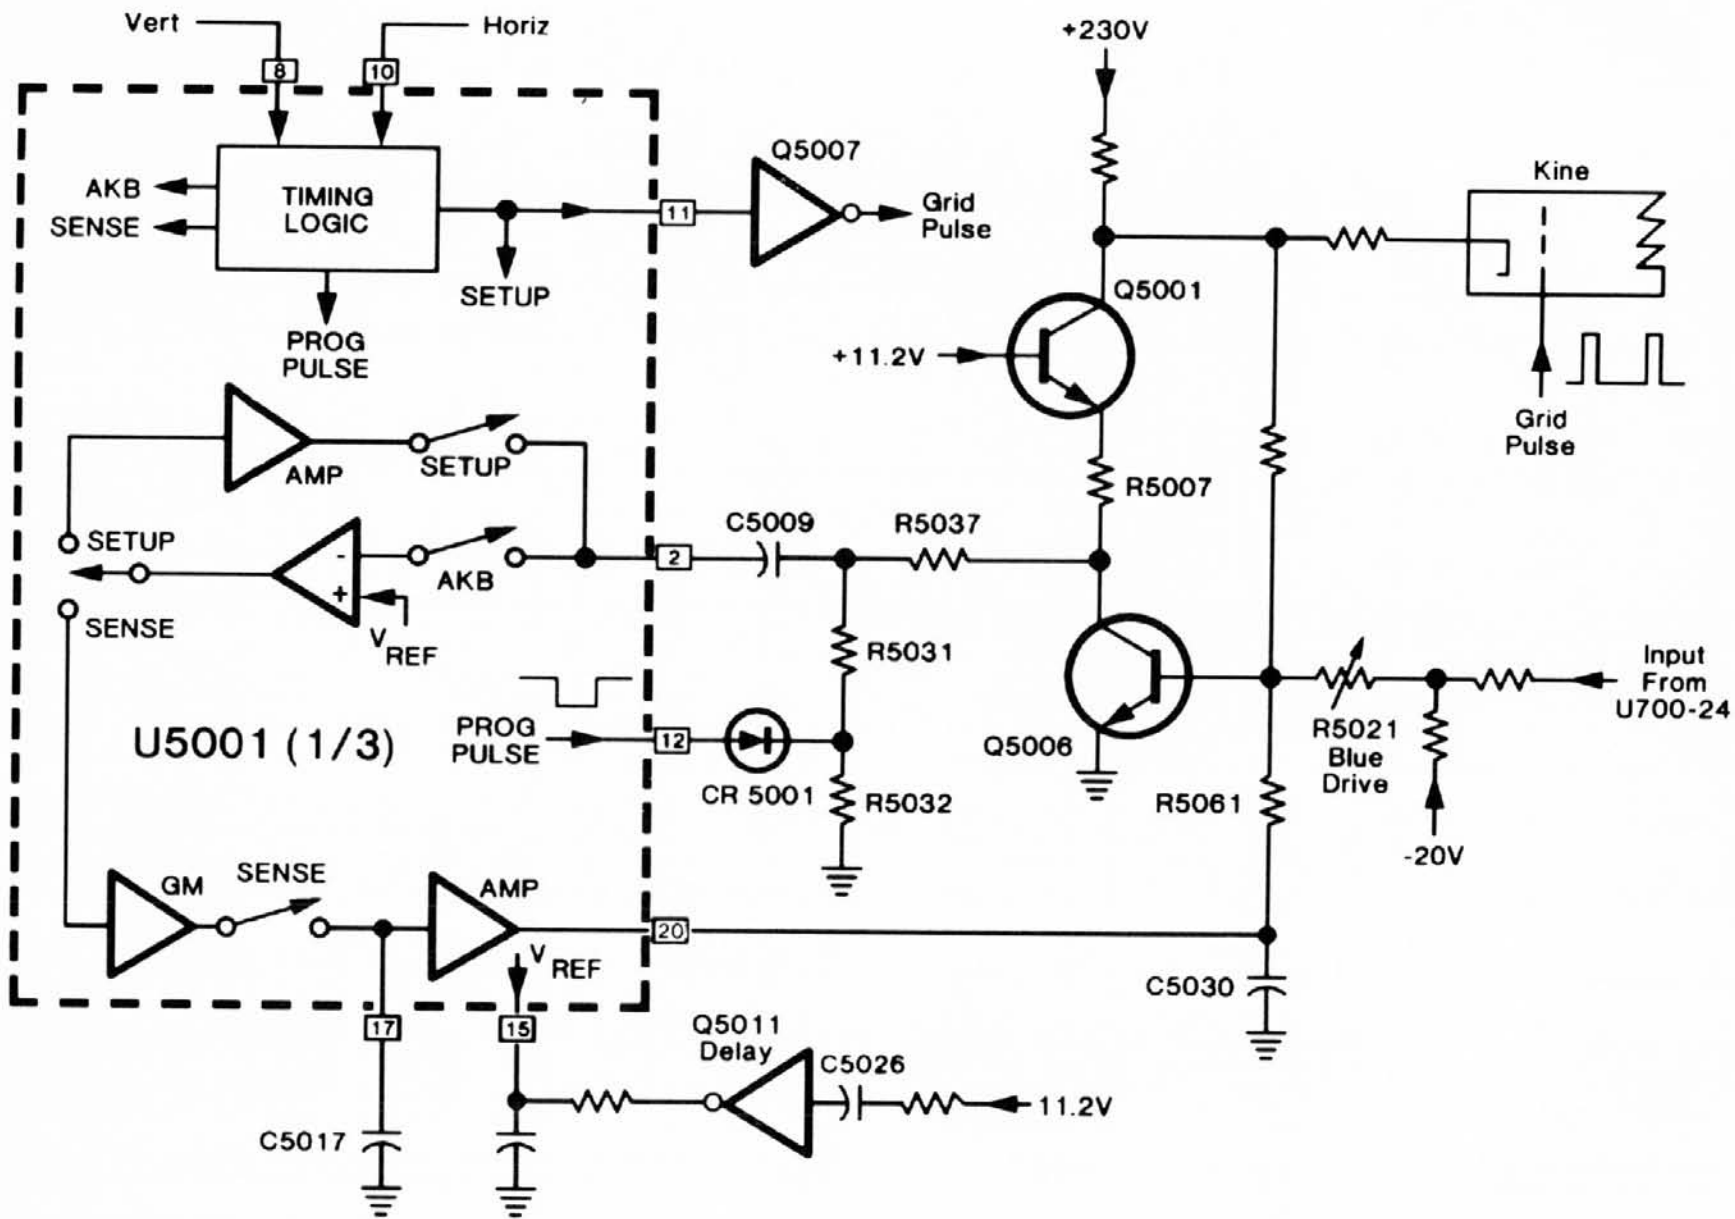 Vert
Horiz
8
10
+230V
TIMING
LOGIC
AKB
SENSE
11
Q5007
Grid
Pulse
SETUP
PROG
PULSE
Kine
Q5001
+11.2V
Grid
Pulse
AMP
SETUP
R5007
SETUP
-
+
AKB
V REF
2
C5009
R5037
SENSE
R5031
Input
From
U700-24
U5001 (1/3)
PROG
PULSE
12
CR 5001
R5032
Q5006
R5021
Blue
Drive
R5061
-20V
GM
SENSE
AMP
V REF
20
C5030
17
15
Q5011
Delay
C5026
11.2V
C5017